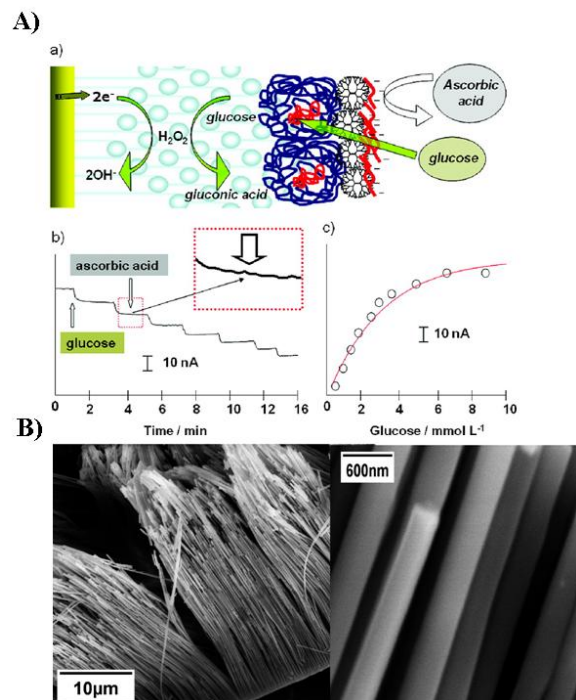 A)
a)
2e⁻
H₂O₂
2OH⁻
glucose
gluconic acid
Ascorbic
acid
glucose
b)
ascorbic acid
glucose
10 nA
0 2 4 6 8 10 12 14 16
Time / min
c)
10 nA
0 2 4 6 8 10
Glucose / mmol L⁻¹
B)
10µm
600nm